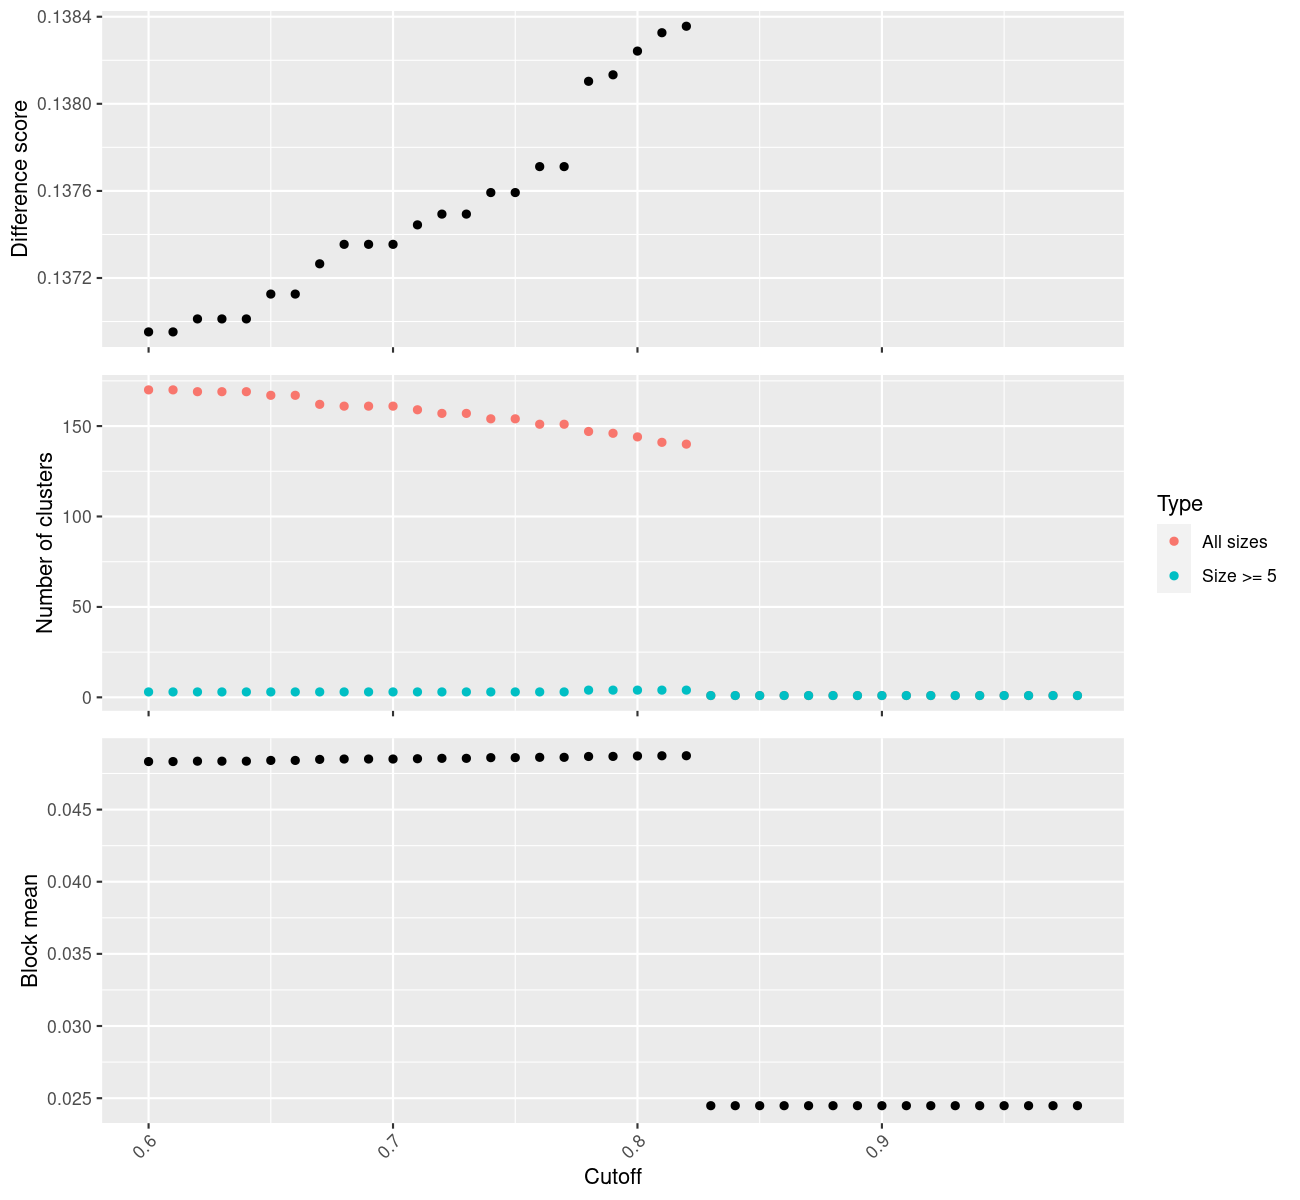 Difference score
0.1384
0.1380
0.1376
0.1372
Number of clusters
150
100
50
0
Type
All sizes
Size >= 5
Block mean
0.045
0.040
0.035
0.030
0.025
0.6
0.7
0.8
0.9
Cutoff